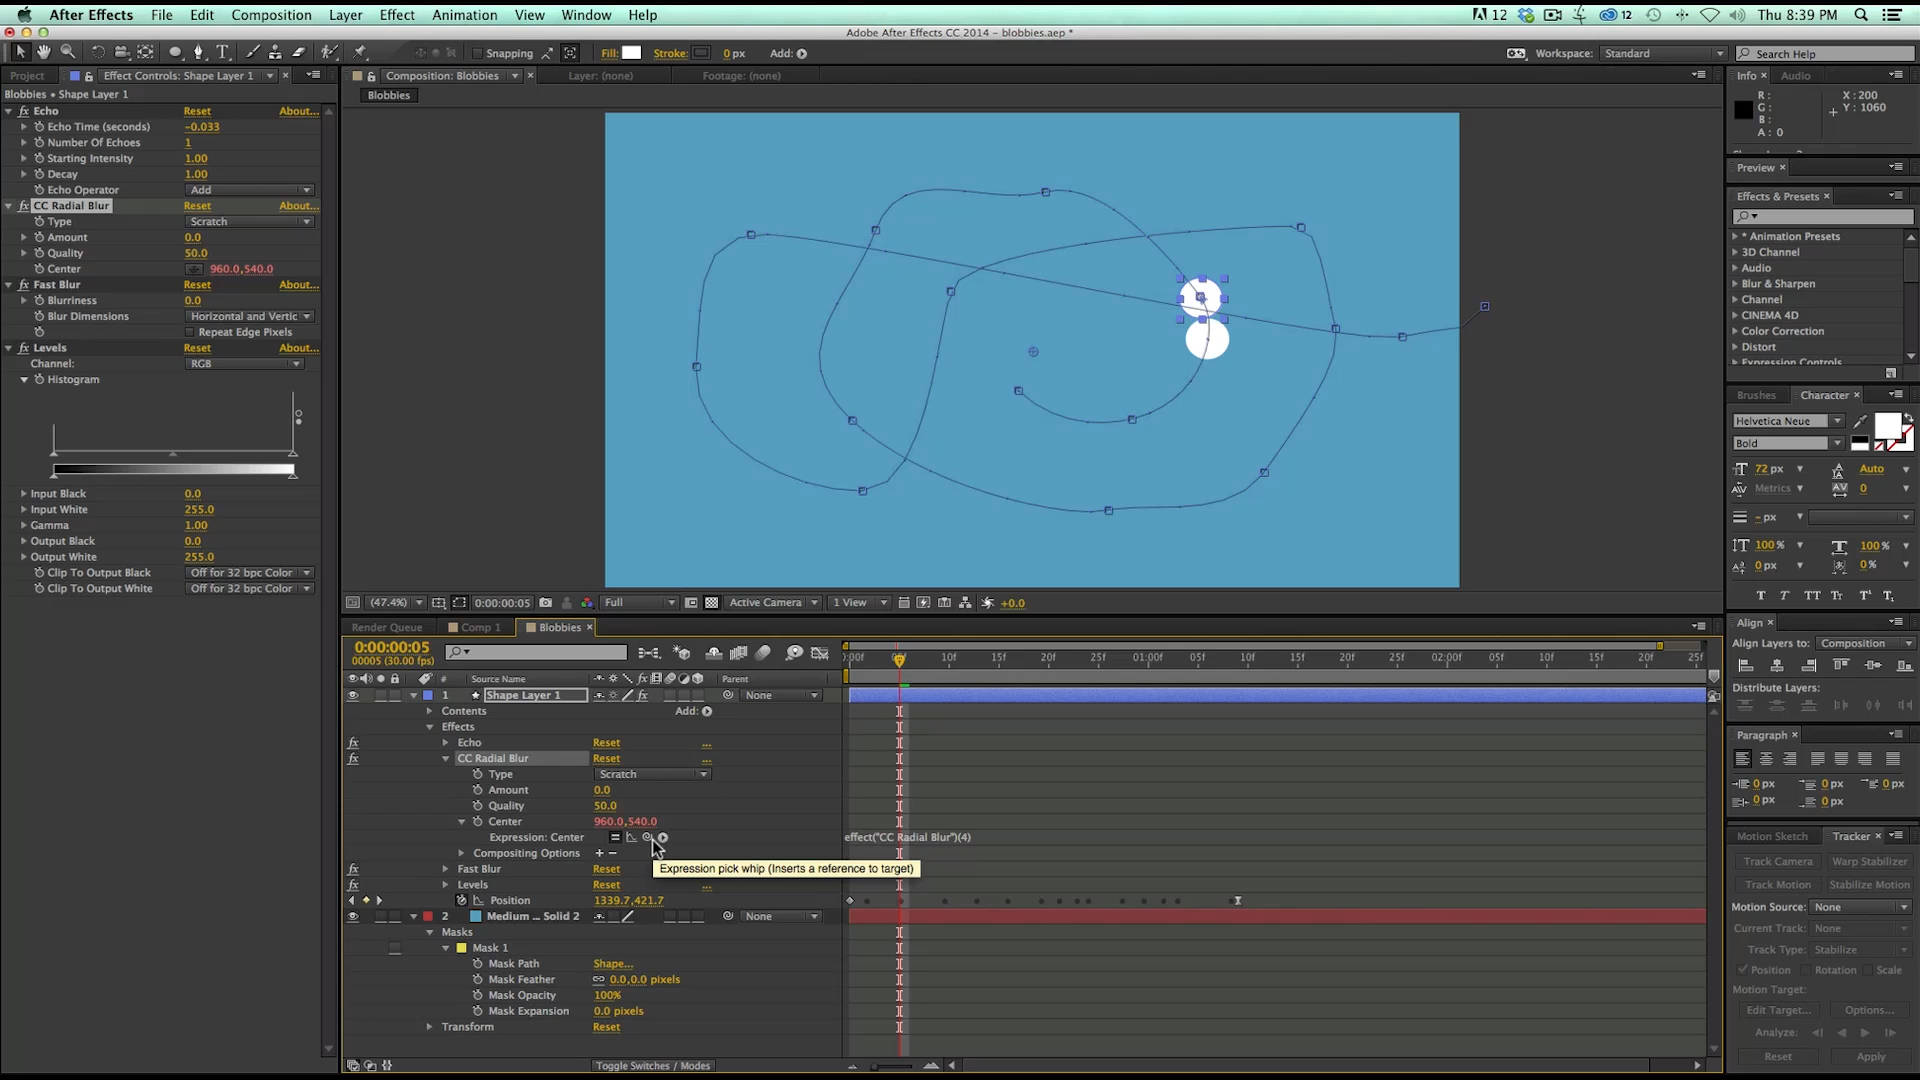 After Effects File Edit Composition Layer Effect Animation View Window Help 12 12 Thu 8:39 PM
Adobe After Effects CC 2014 - blobbies.aep *
Snapping Fill: Stroke: 0 px Add: Workspace: Standard Search Help
Project Effect Controls: Shape Layer 1 Composition: Blobbies Layer: (none) Footage: (none) Info Audio
Blobbies • Shape Layer 1
Blobbies
R: X: 200
G: Y: 1060
B:
A: 0
fx Echo Reset About...
Echo Time (seconds) -0.033
Number Of Echoes 1
Starting Intensity 1.00
Decay 1.00
Echo Operator Add
fx CC Radial Blur Reset About...
Type Scratch
Amount 0.0
Quality 50.0
Center 960.0,540.0
fx Fast Blur Reset About...
Blurriness 0.0
Blur Dimensions Horizontal and Vertic
Repeat Edge Pixels
fx Levels Reset About...
Channel: RGB
Histogram
Input Black 0.0
Input White 255.0
Gamma 1.00
Output Black 0.0
Output White 255.0
Clip To Output Black Off for 32 bpc Color
Clip To Output White Off for 32 bpc Color
Preview
Effects & Presets
* Animation Presets
3D Channel
Audio
Blur & Sharpen
Channel
CINEMA 4D
Color Correction
Distort
Expression Controls
Brushes Character
Helvetica Neue
Bold
72 px Auto
Metrics 0
- px
100% 100%
0 px 0%
T T TT Tr T¹ T₁
Align
Align Layers to: Composition
Distribute Layers:
Paragraph
0 px 0 px 0 px
0 px 0 px
Motion Sketch Tracker
Track Camera Warp Stabilizer
Track Motion Stabilize Motion
Motion Source: None
Current Track: None
Track Type: Stabilize
Position Rotation Scale
Motion Target:
Edit Target... Options...
Analyze:
Reset Apply
(47.4%) 0:00:00:05 Full Active Camera 1 View +0.0
Render Queue Comp 1 Blobbies
0:00:00:05
00005 (30.00 fps)
10f 15f 20f 25f 01:00f 05f 10f 15f 20f 25f 02:00f 05f 10f 15f 20f 25f
# Source Name fx Parent
1 Shape Layer 1 fx None
Contents Add:
Effects
fx Echo Reset ...
fx CC Radial Blur Reset ...
Type Scratch
Amount 0.0
Quality 50.0
Center 960.0,540.0
Expression: Center effect("CC Radial Blur")(4)
Compositing Options + -
Expression pick whip (Inserts a reference to target)
fx Fast Blur Reset
fx Levels Reset ...
Position 1339.7,421.7
2 Medium ... Solid 2 None
Masks
Mask 1
Mask Path Shape...
Mask Feather 0.0,0.0 pixels
Mask Opacity 100%
Mask Expansion 0.0 pixels
Transform Reset
Toggle Switches / Modes